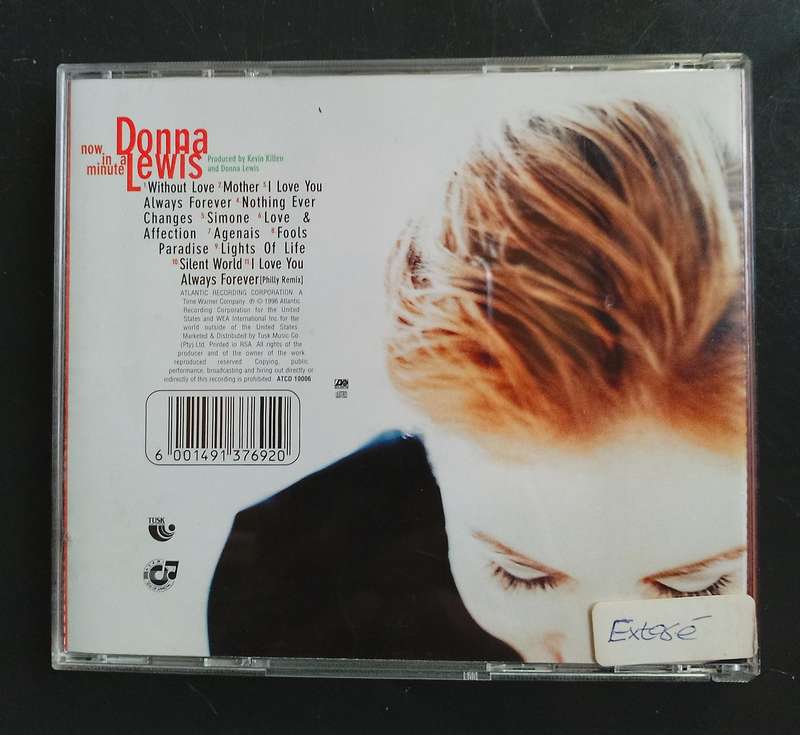 Donna
Lewis
now
in a
minute
Produced by Kevin Killen
and Donna Lewis
1 Without Love 2 Mother 3 I Love You
Always Forever 4 Nothing Ever
Changes 5 Simone 6 Love &
Affection 7 Agenais 8 Fools
Paradise 9 Lights Of Life
10 Silent World 11 I Love You
Always Forever [Philly Remix]
ATLANTIC RECORDING CORPORATION. A
Time Warner Company. ℗ © 1996 Atlantic
Recording Corporation for the United
States and WEA International Inc for the
world outside of the United States.
Marketed & Distributed by Tusk Music Co
(Pty) Ltd. Printed in RSA. All rights of the
producer and of the owner of the work
reproduced reserved. Copying, public
performance, broadcasting and hiring out directly or
indirectly of this recording is prohibited. ATCD 10006
6 001491 376920
TUSK